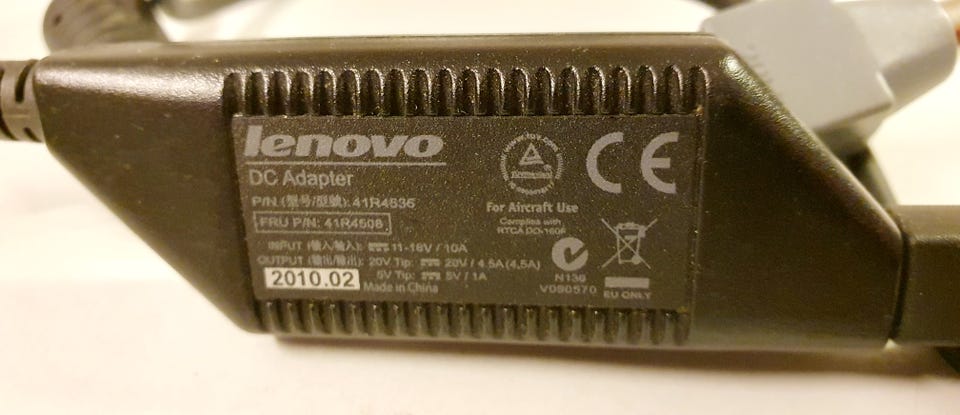 lenovo
DC Adapter
P/N (型号/型號): 41R4535
FRU P/N: 41R4508
INPUT (输入/輸入): 11-16V / 10A
OUTPUT (输出/輸出): 20V Tip: 20V / 4.5A (4,5A)
5V Tip: 5V / 1A
2010.02 Made in China
For Aircraft Use
Complies with
RTCA DO-160F
CE
N136
V090570
EU ONLY